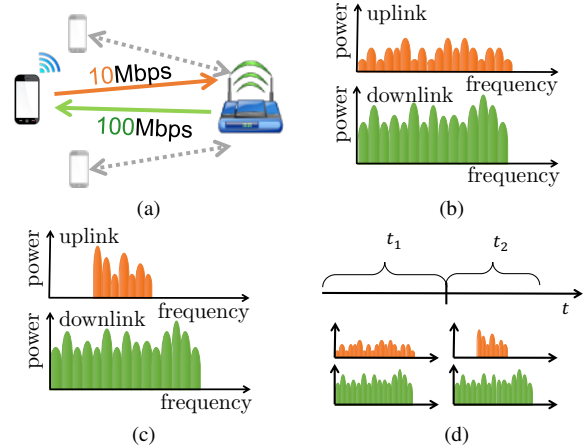 10Mbps
100Mbps
(a)
power
uplink
frequency
power
downlink
frequency
(b)
power
uplink
frequency
power
downlink
frequency
(c)
t₁
t₂
t
(d)